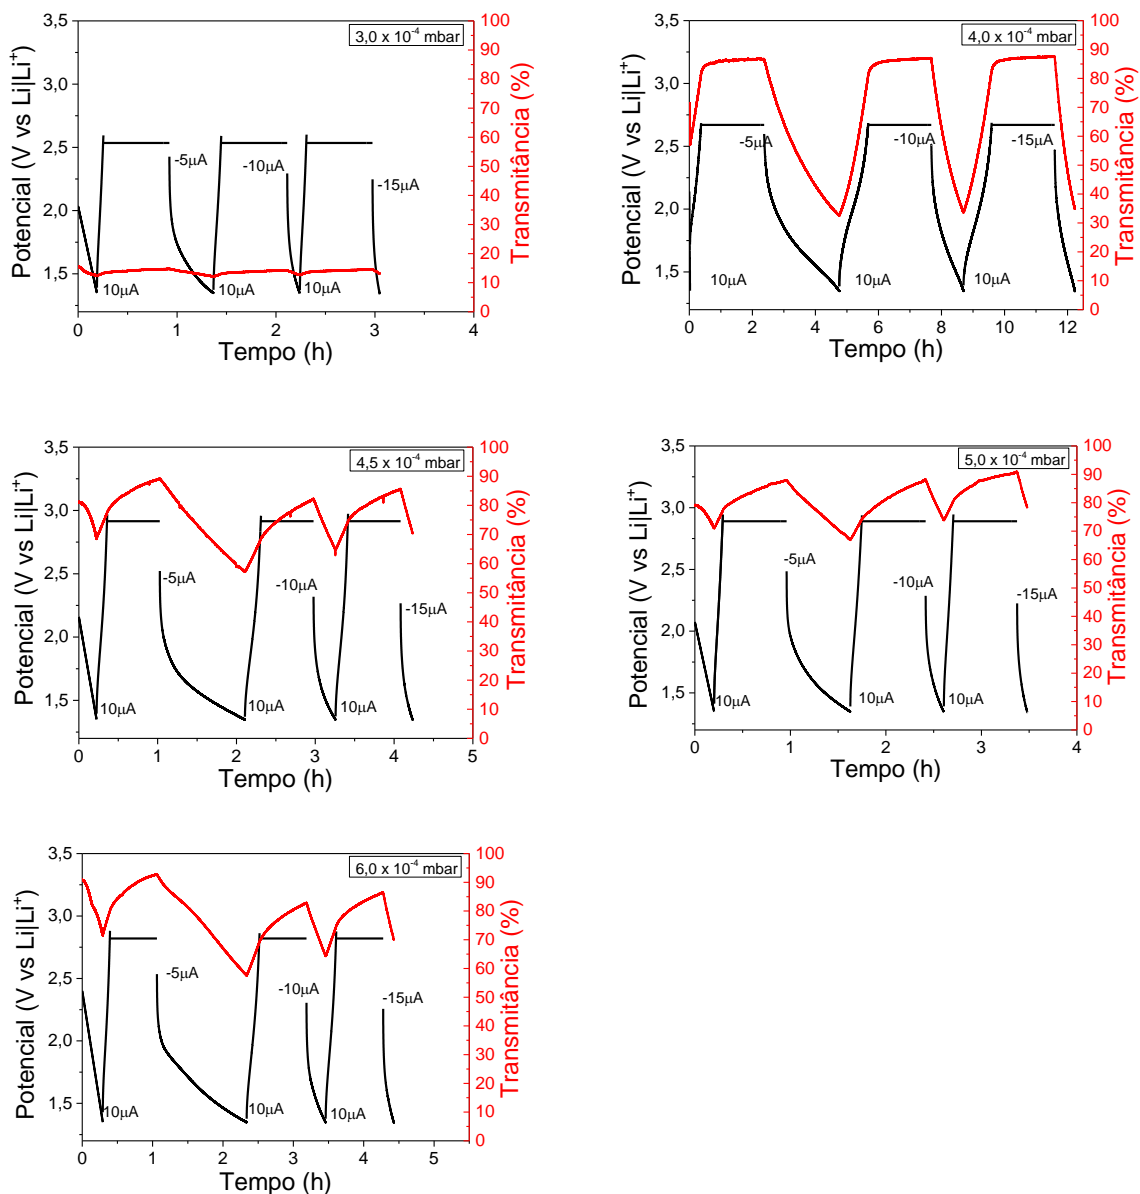 3,0 x 10⁻⁴ mbar
Potencial (V vs Li|Li⁺)
3,5
3,0
2,5
2,0
1,5
-5µA
-10µA
-15µA
10µA
10µA
10µA
0
1
2
3
4
Tempo (h)
100
90
80
70
60
50
40
30
20
10
0
Transmitância (%)
4,0 x 10⁻⁴ mbar
Potencial (V vs Li|Li⁺)
3,5
3,0
2,5
2,0
1,5
-5µA
-10µA
-15µA
10µA
10µA
10µA
0
2
4
6
8
10
12
Tempo (h)
100
90
80
70
60
50
40
30
20
10
0
Transmitância (%)
4,5 x 10⁻⁴ mbar
Potencial (V vs Li|Li⁺)
3,5
3,0
2,5
2,0
1,5
-5µA
-10µA
-15µA
10µA
10µA
10µA
0
1
2
3
4
5
Tempo (h)
100
90
80
70
60
50
40
30
20
10
0
Transmitância (%)
5,0 x 10⁻⁴ mbar
Potencial (V vs Li|Li⁺)
3,5
3,0
2,5
2,0
1,5
-5µA
-10µA
-15µA
10µA
10µA
10µA
0
1
2
3
4
Tempo (h)
100
90
80
70
60
50
40
30
20
10
0
Transmitância (%)
6,0 x 10⁻⁴ mbar
Potencial (V vs Li|Li⁺)
3,5
3,0
2,5
2,0
1,5
-5µA
-10µA
-15µA
10µA
10µA
10µA
0
1
2
3
4
5
Tempo (h)
100
90
80
70
60
50
40
30
20
10
0
Transmitância (%)